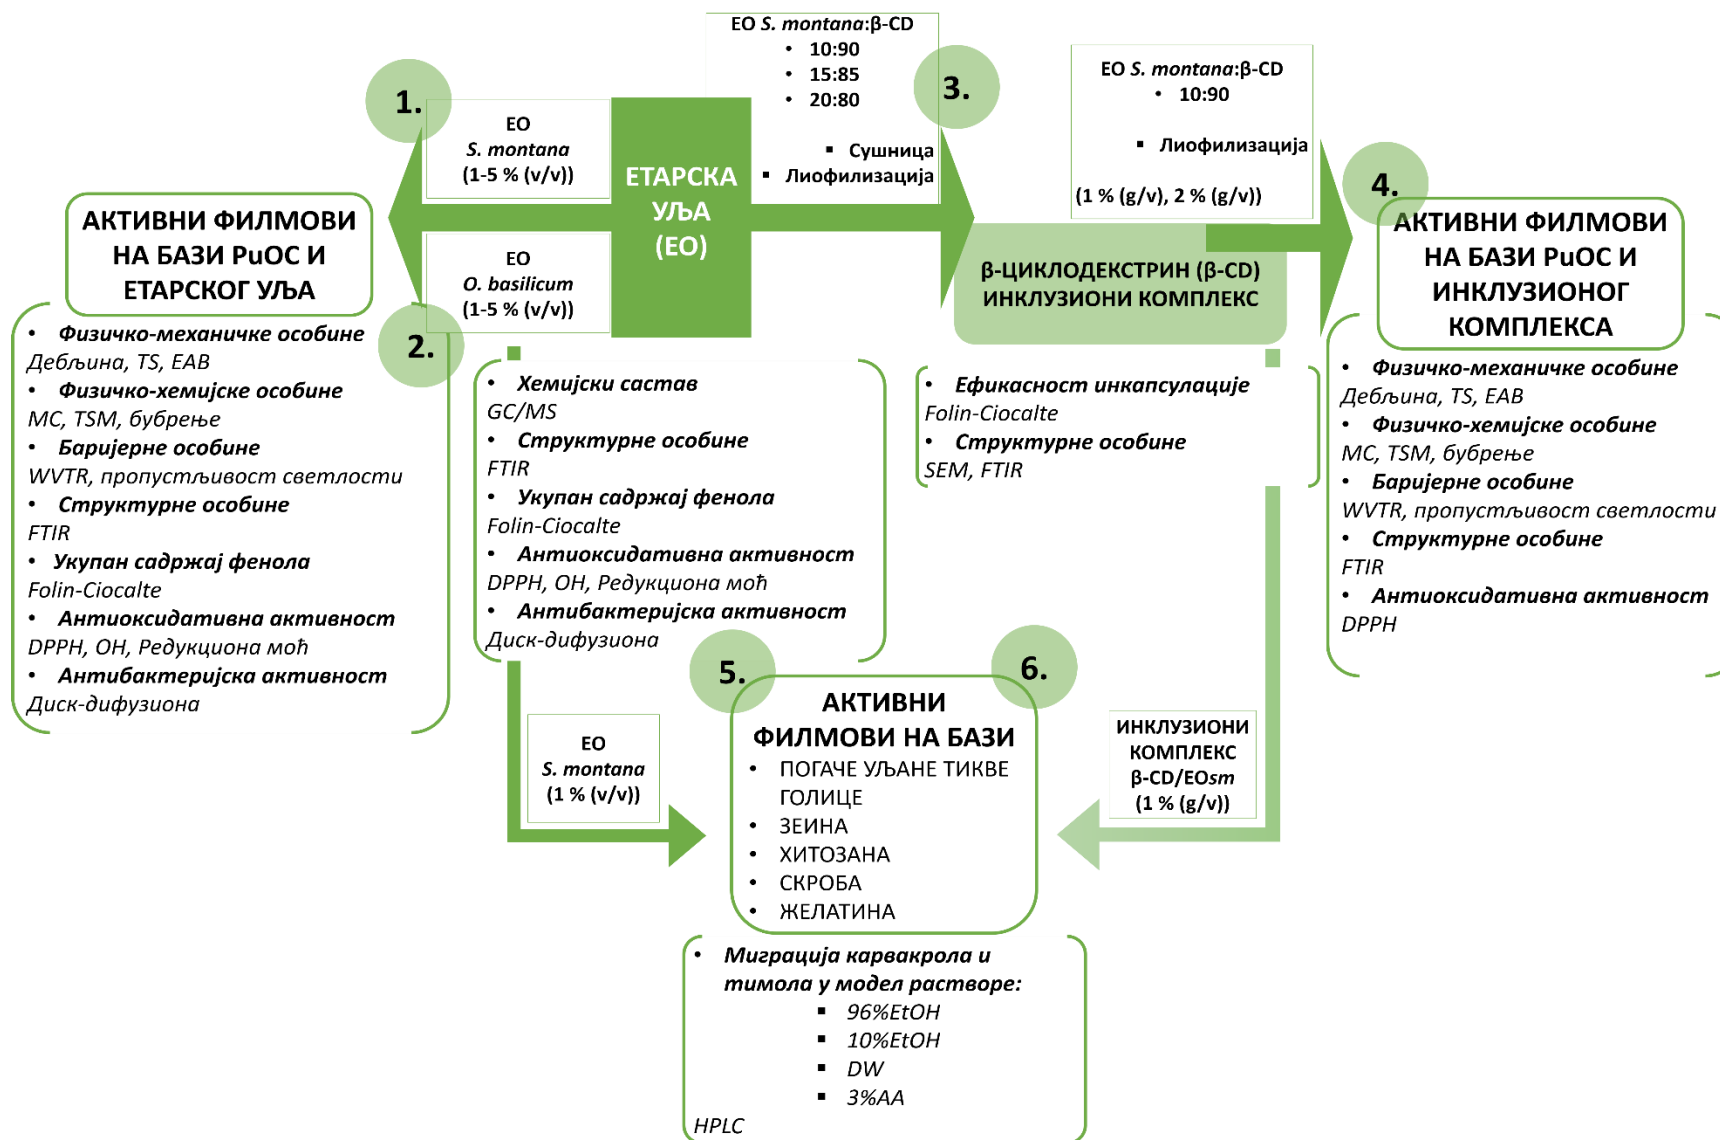 1.
ЕО
S. montana
(1-5 % (v/v))
ЕТАРСКА
УЉА
(ЕО)
ЕО S. montana:β-CD
• 10:90
• 15:85
• 20:80
▪ Сушница
▪ Лиофилизација
3.
ЕО S. montana:β-CD
• 10:90
▪ Лиофилизација
(1 % (g/v), 2 % (g/v))
4.
АКТИВНИ ФИЛМОВИ
НА БАЗИ PuOC И
ЕТАРСКОГ УЉА
ЕО
O. basilicum
(1-5 % (v/v))
2.
β-ЦИКЛОДЕКСТРИН (β-CD)
ИНКЛУЗИОНИ КОМПЛЕКС
АКТИВНИ ФИЛМОВИ
НА БАЗИ PuOC И
ИНКЛУЗИОНОГ
КОМПЛЕКСА
• Физичко-механичке особине
Дебљина, TS, EAB
• Физичко-хемијске особине
MC, TSM, бубрење
• Баријерне особине
WVTR, пропустљивост светлости
• Структурне особине
FTIR
• Укупан садржај фенола
Folin-Ciocalte
• Антиоксидативна активност
DPPH, OH, Редукциона моћ
• Антибактеријска активност
Диск-дифузиона
• Хемијски састав
GC/MS
• Структурне особине
FTIR
• Укупан садржај фенола
Folin-Ciocalte
• Антиоксидативна активност
DPPH, OH, Редукциона моћ
• Антибактеријска активност
Диск-дифузиона
• Ефикасност инкапсулације
Folin-Ciocalte
• Структурне особине
SEM, FTIR
• Физичко-механичке особине
Дебљина, TS, EAB
• Физичко-хемијске особине
MC, TSM, бубрење
• Баријерне особине
WVTR, пропустљивост светлости
• Структурне особине
FTIR
• Антиоксидативна активност
DPPH
5.
6.
ЕО
S. montana
(1 % (v/v))
АКТИВНИ
ФИЛМОВИ НА БАЗИ
• ПОГАЧЕ УЉАНЕ ТИКВЕ
ГОЛИЦЕ
• ЗЕИНА
• ХИТОЗАНА
• СКРОБА
• ЖЕЛАТИНА
ИНКЛУЗИОНИ
КОМПЛЕКС
β-CD/EOsm
(1 % (g/v))
• Миграција карвакрола и
тимола у модел растворе:
▪ 96%EtOH
▪ 10%EtOH
▪ DW
▪ 3%AA
HPLC